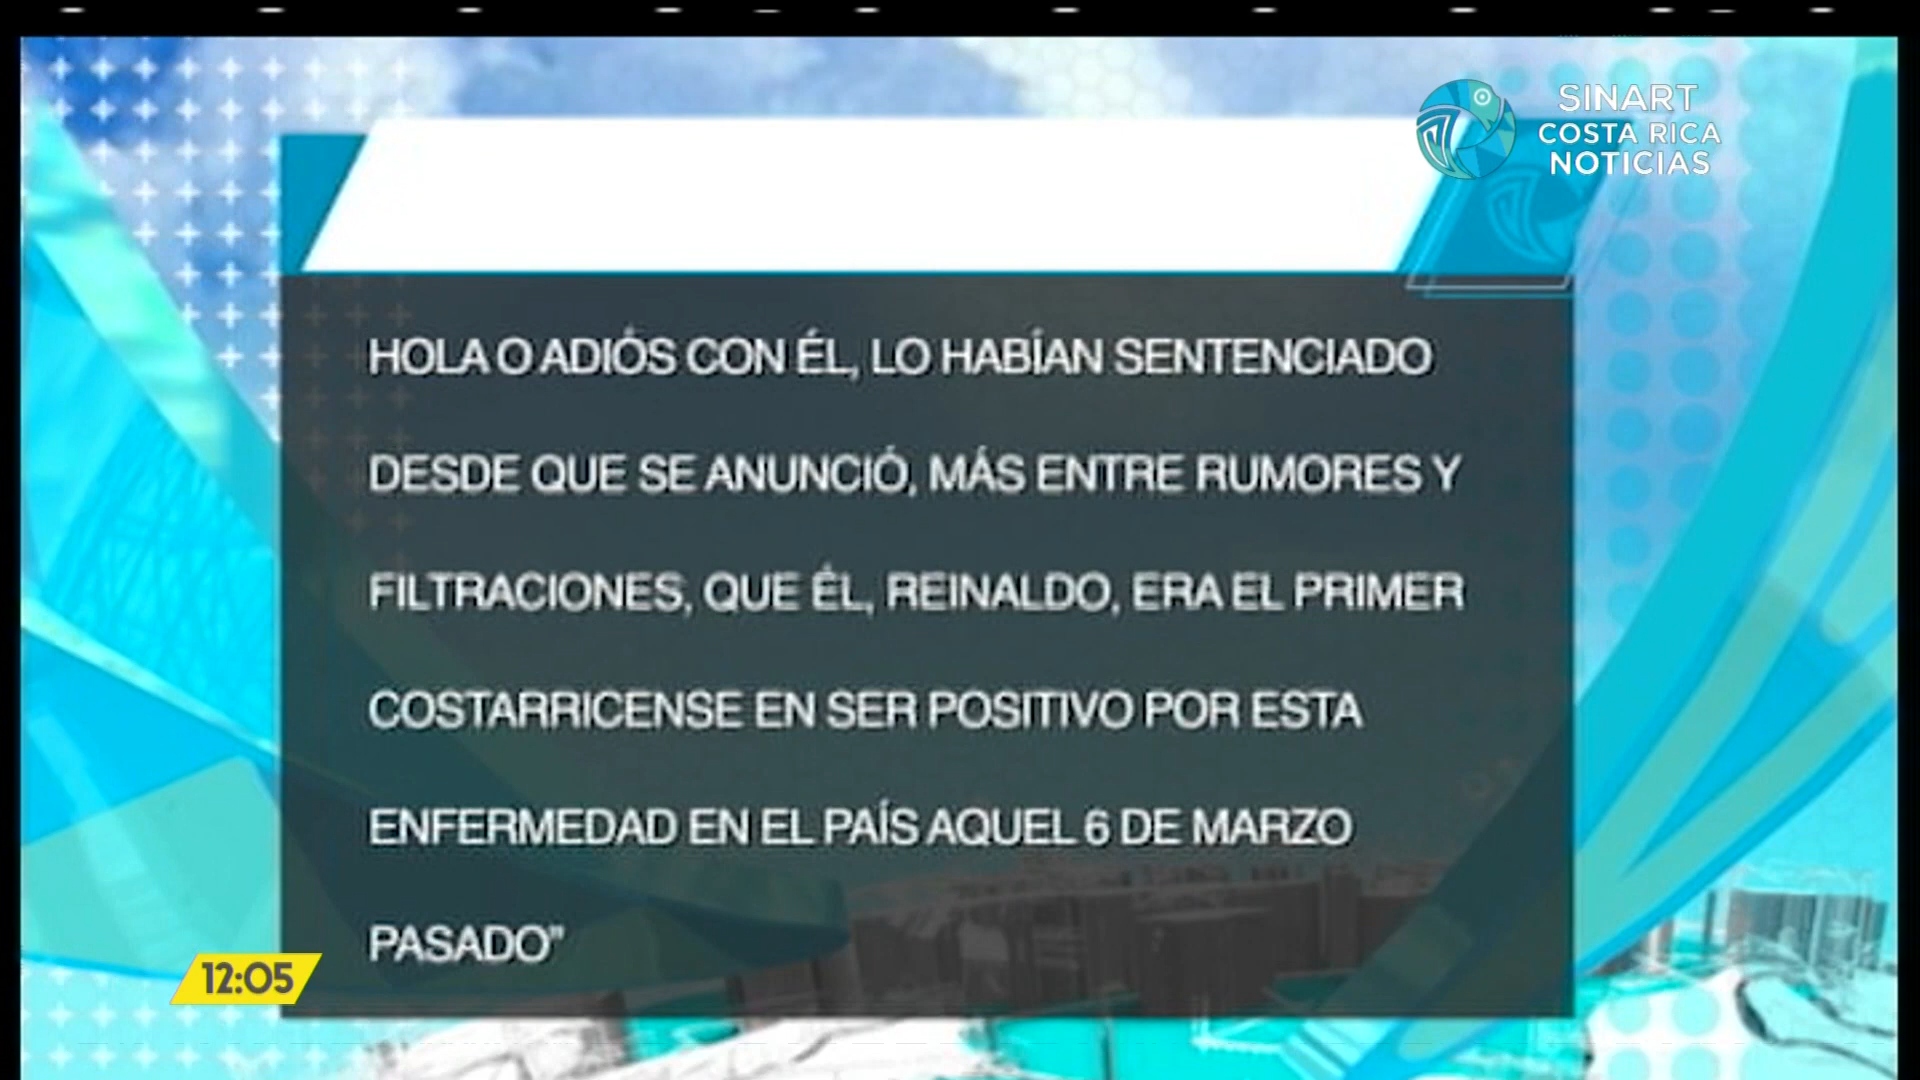 SINART
COSTA RICA
NOTICIAS
HOLA O ADIÓS CON ÉL, LO HABÍAN SENTENCIADO
DESDE QUE SE ANUNCIÓ, MÁS ENTRE RUMORES Y
FILTRACIONES, QUE ÉL, REINALDO, ERA EL PRIMER
COSTARRICENSE EN SER POSITIVO POR ESTA
ENFERMEDAD EN EL PAÍS AQUEL 6 DE MARZO
PASADO”
12:05